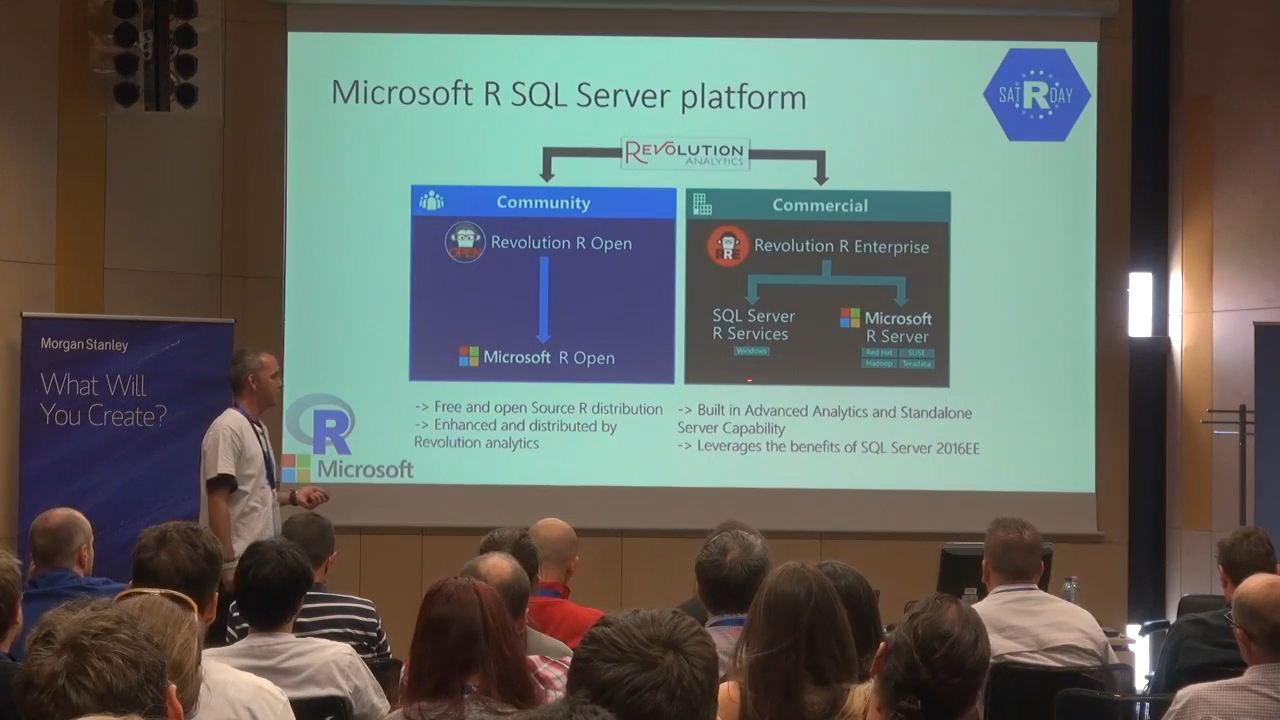 Microsoft R SQL Server platform
SAT R DAY
REVOLUTION
ANALYTICS
Community
OPEN
Revolution R Open
Microsoft R Open
Commercial
RRE
Revolution R Enterprise
SQL Server
R Services
Windows
Microsoft
R Server
Red Hat
SUSE
Hadoop
Teradata
-> Free and open Source R distribution
-> Enhanced and distributed by
Revolution analytics
-> Built in Advanced Analytics and Standalone
Server Capability
-> Leverages the benefits of SQL Server 2016EE
R
Microsoft
Morgan Stanley
What Will
You Create?